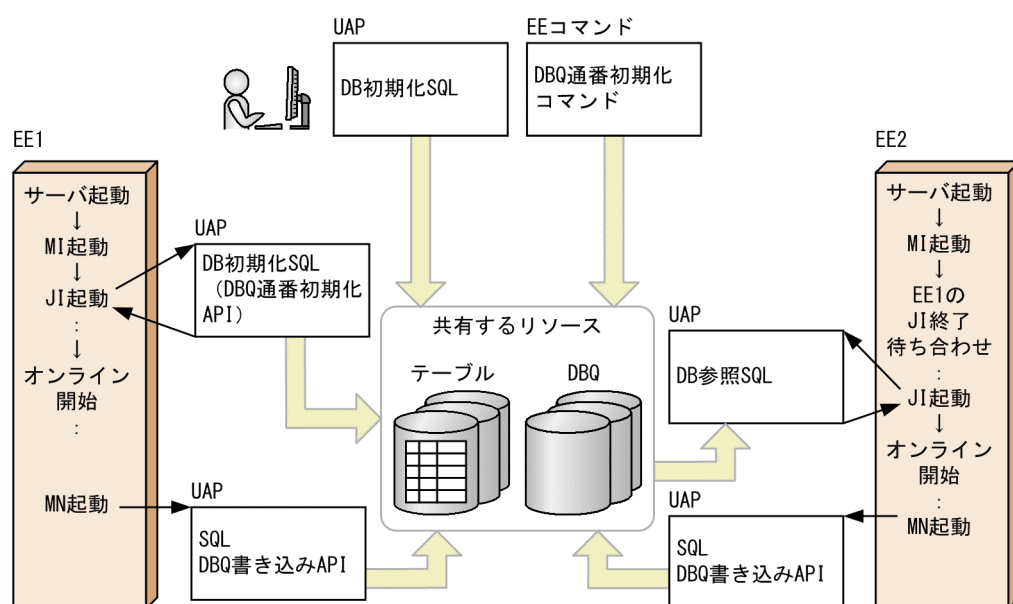 UAP
DB初期化SQL
EEコマンド
DBQ通番初期化
コマンド
EE1
サーバ起動
↓
MI起動
↓
JI起動
:
↓
オンライン
開始
:
MN起動
UAP
DB初期化SQL
(DBQ通番初期化
API)
UAP
SQL
DBQ書き込みAPI
共有するリソース
テーブル
DBQ
UAP
DB参照SQL
UAP
SQL
DBQ書き込みAPI
EE2
サーバ起動
↓
MI起動
↓
EE1の
JI終了
待ち合わせ
:
JI起動
↓
オンライン
開始
:
MN起動